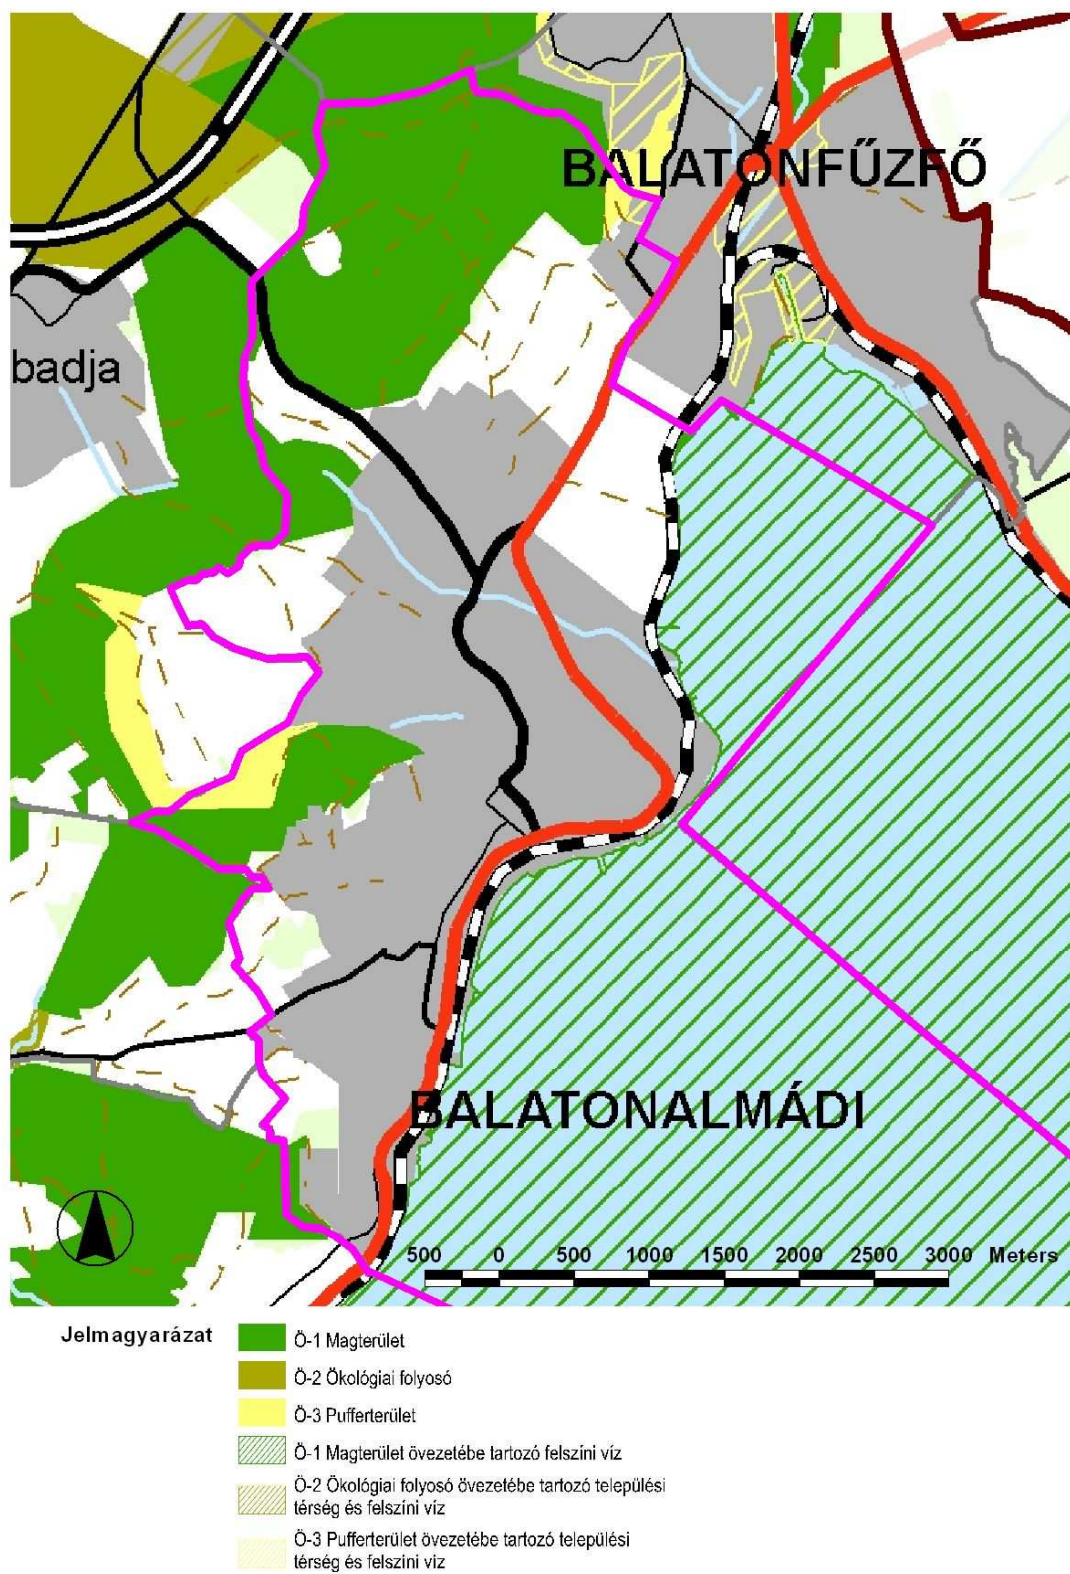 BALATONFŰZFŐ
badja
BALATONALMÁDI
500 0 500 1000 1500 2000 2500 3000 Meters
Jelmagyarázat
Ö-1 Magterület
Ö-2 Ökológiai folyosó
Ö-3 Pufferterület
Ö-1 Magterület övezetébe tartozó felszíni víz
Ö-2 Ökológiai folyosó övezetébe tartozó települési
térség és felszíni víz
Ö-3 Pufferterület övezetébe tartozó települési
térség és felszíni víz